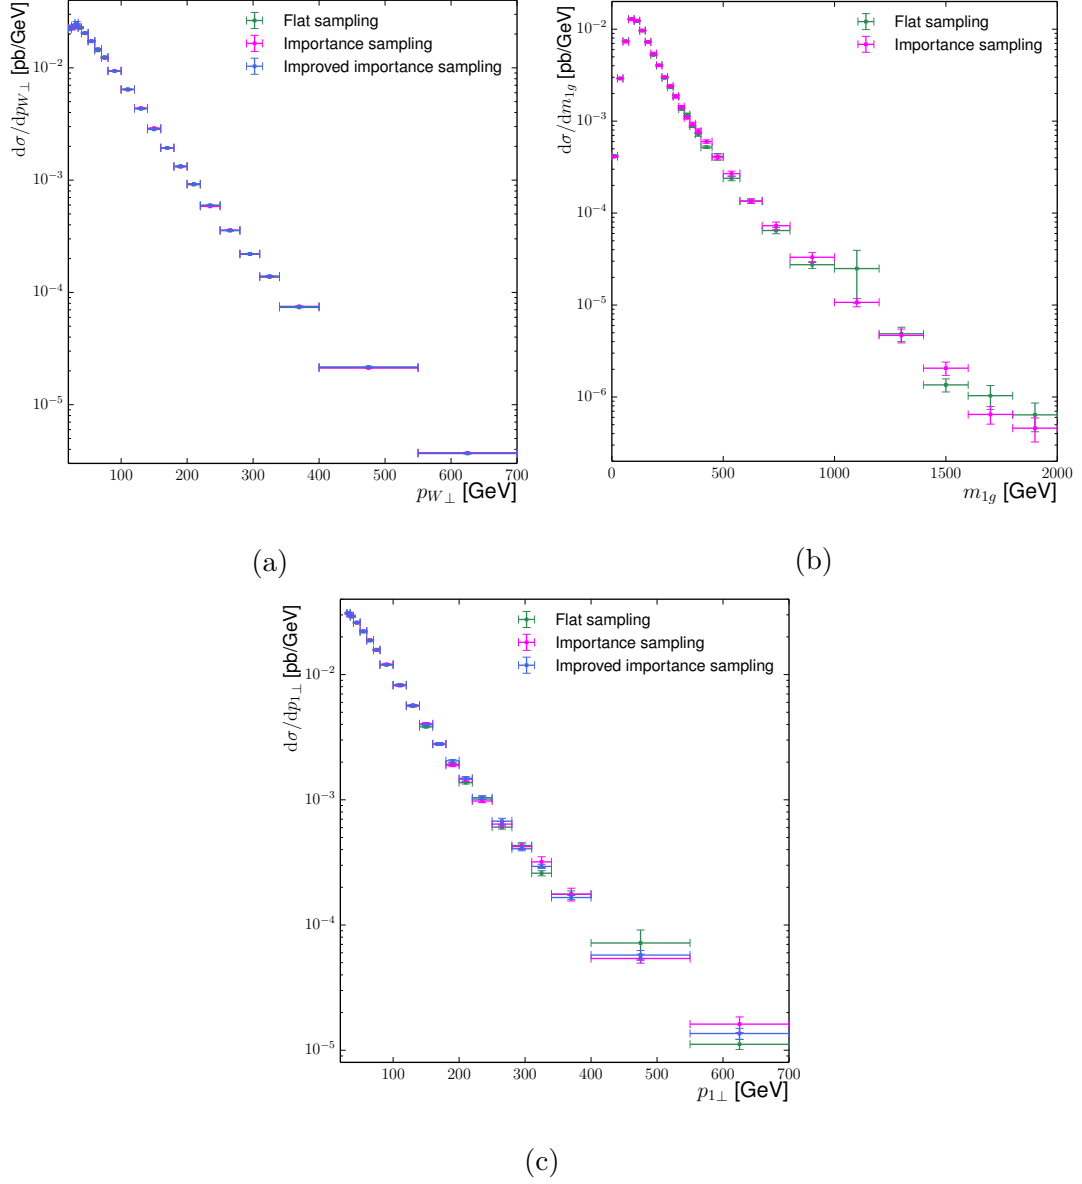 Flat sampling
Importance sampling
Improved importance sampling
dσ/dp_{W⊥} [pb/GeV]
10^{−2}
10^{−3}
10^{−4}
10^{−5}
100 200 300 400 500 600 700
p_{W⊥} [GeV]
(a)
Flat sampling
Importance sampling
dσ/dm_{1g} [pb/GeV]
10^{−2}
10^{−3}
10^{−4}
10^{−5}
10^{−6}
0 500 1000 1500 2000
m_{1g} [GeV]
(b)
Flat sampling
Importance sampling
Improved importance sampling
dσ/dp_{1⊥} [pb/GeV]
10^{−2}
10^{−3}
10^{−4}
10^{−5}
100 200 300 400 500 600 700
p_{1⊥} [GeV]
(c)